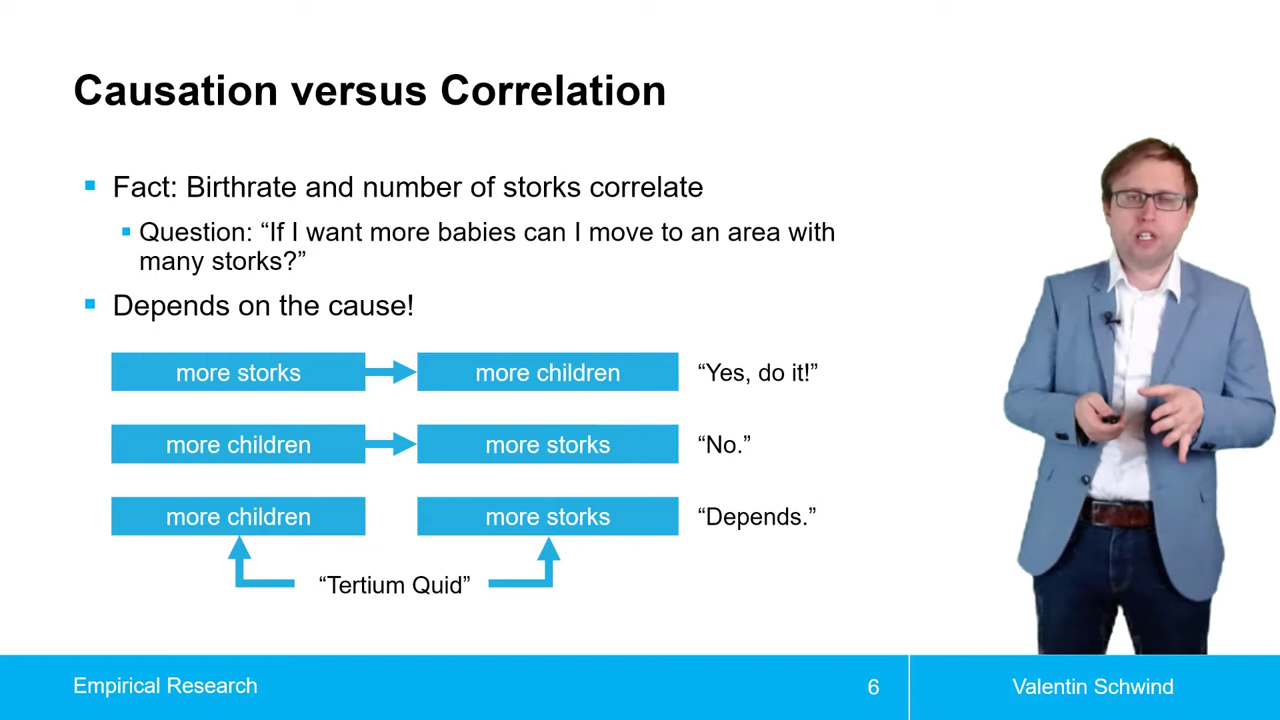 Causation versus Correlation
Fact: Birthrate and number of storks correlate
Question: “If I want more babies can I move to an area with
many storks?”
Depends on the cause!
more storks
more children
“Yes, do it!”
more children
more storks
“No.”
more children
more storks
“Depends.”
“Tertium Quid”
Empirical Research
6
Valentin Schwind